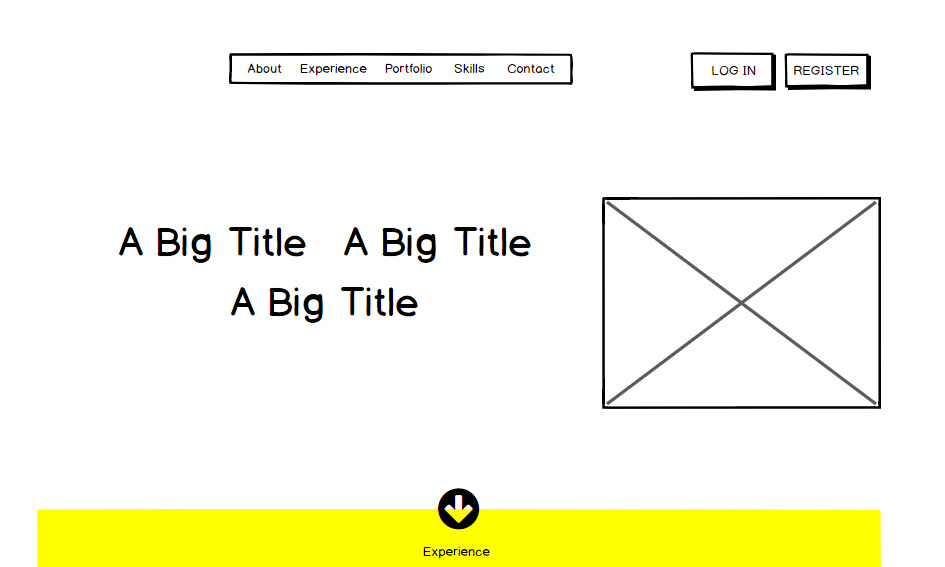 About Experience Portfolio Skills Contact LOG IN REGISTER
A Big Title A Big Title
A Big Title
Experience